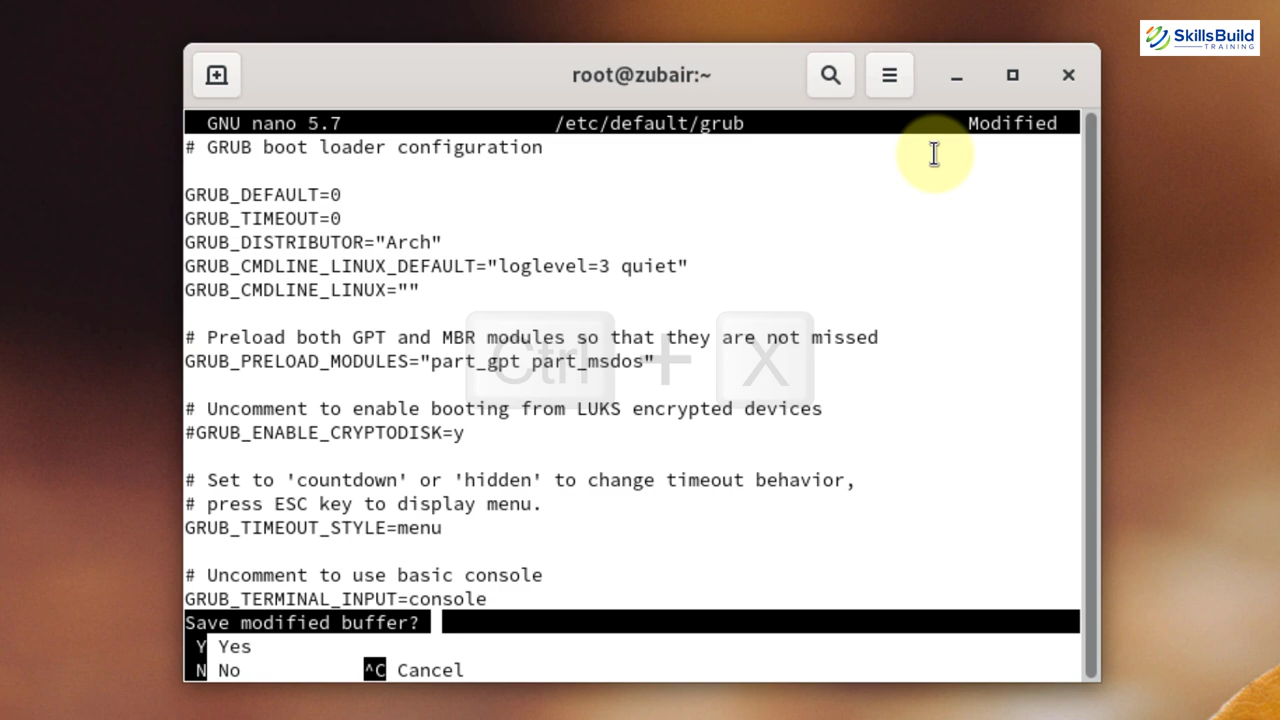 SkillsBuild
TRAINING
root@zubair:~
GNU nano 5.7 /etc/default/grub Modified
# GRUB boot loader configuration
GRUB_DEFAULT=0
GRUB_TIMEOUT=0
GRUB_DISTRIBUTOR="Arch"
GRUB_CMDLINE_LINUX_DEFAULT="loglevel=3 quiet"
GRUB_CMDLINE_LINUX=""
# Preload both GPT and MBR modules so that they are not missed
GRUB_PRELOAD_MODULES="part_gpt part_msdos"
Ctrl + X
# Uncomment to enable booting from LUKS encrypted devices
#GRUB_ENABLE_CRYPTODISK=y
# Set to 'countdown' or 'hidden' to change timeout behavior,
# press ESC key to display menu.
GRUB_TIMEOUT_STYLE=menu
# Uncomment to use basic console
GRUB_TERMINAL_INPUT=console
Save modified buffer?
Y Yes
N No ^C Cancel